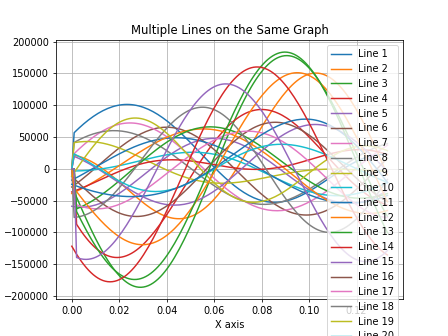 Multiple Lines on the Same Graph
200000
150000
100000
50000
0
−50000
−100000
−150000
−200000
0.00
0.02
0.04
0.06
0.08
0.10
X axis
Line 1
Line 2
Line 3
Line 4
Line 5
Line 6
Line 7
Line 8
Line 9
Line 10
Line 11
Line 12
Line 13
Line 14
Line 15
Line 16
Line 17
Line 18
Line 19
Line 20